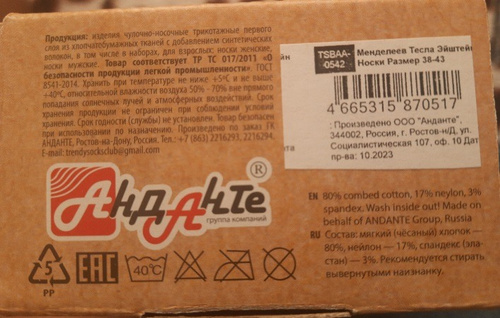 Продукция: изделия, чулочно-носочные трикотажные первого
слоя из хлопчатобумажных тканей с добавлением синтетических
волокон, в том числе в наборах, для взрослых: носки женские,
носки мужские. Товар соответствует ТР ТС 017/2011 «О
безопасности продукции легкой промышленности». ГОСТ
8541-2014. Хранить при температуре не ниже +5°C и не выше
+40°C, относительной влажности воздуха 50% - 70% вне прямого
попадания солнечных лучей и атмосферных воздействий. Срок
хранения продукции не ограничен при соблюдении условий
хранения. Срок годности (службы) не установлен. Товар безопасен
при использовании по назначению. Произведено по заказу ГК
АНДАНТЕ, Ростов-на-Дону, Россия. Тел.: +7 (863) 2216293, 2216294.
E-mail: trendysocksclub@gmail.com
АНДАНТЕ®
группа компаний
5
PP
EAC
40°C
TSBAA-
0542
Менделеев Тесла Эйнштейн
Носки Размер 38-43
4 665315 870517
: Произведено ООО "Анданте",
344002, Россия, г. Ростов-н/Д, ул.
Социалистическая 107, оф. 10 Дат
пр-ва: 10.2023
EN 80% combed cotton, 17% neylon, 3%
spandex. Wash Inside out! Made on
behalf of ANDANTE Group, Russia
RU Состав: мягкий (чёсаный) хлопок —
80%, нейлон — 17%, спандекс (эла-
стан) — 3%. Рекомендуется стирать
вывернутыми наизнанку.